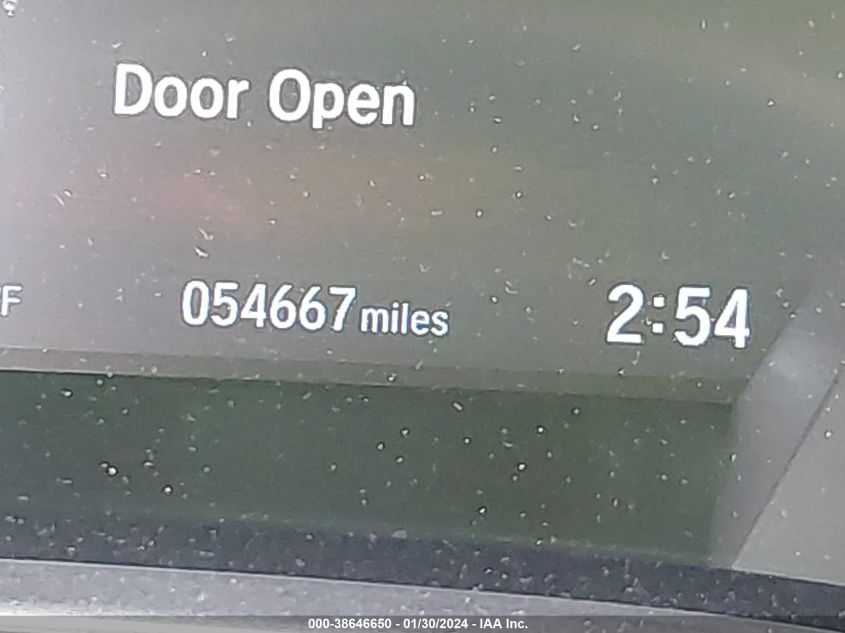 Door Open
F 054667 miles 2:54
000-38646650 - 01/30/2024 - IAA Inc.